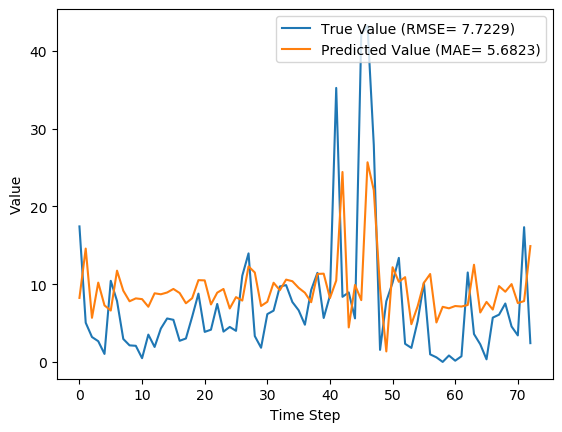 True Value (RMSE= 7.7229)
Predicted Value (MAE= 5.6823)
40
30
20
10
0
Value
0 10 20 30 40 50 60 70
Time Step